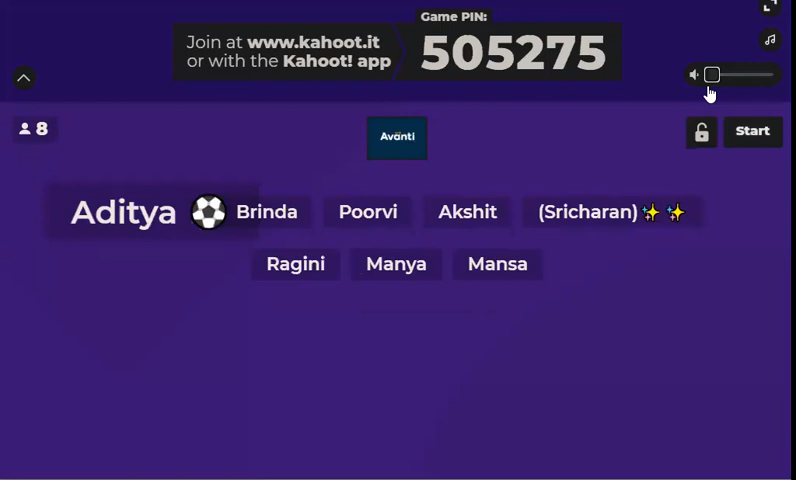 Game PIN:
Join at www.kahoot.it
or with the Kahoot! app
505275
8
Avanti
Start
Aditya ⚽ Brinda Poorvi Akshit (Sricharan)✨ ✨
Ragini Manya Mansa